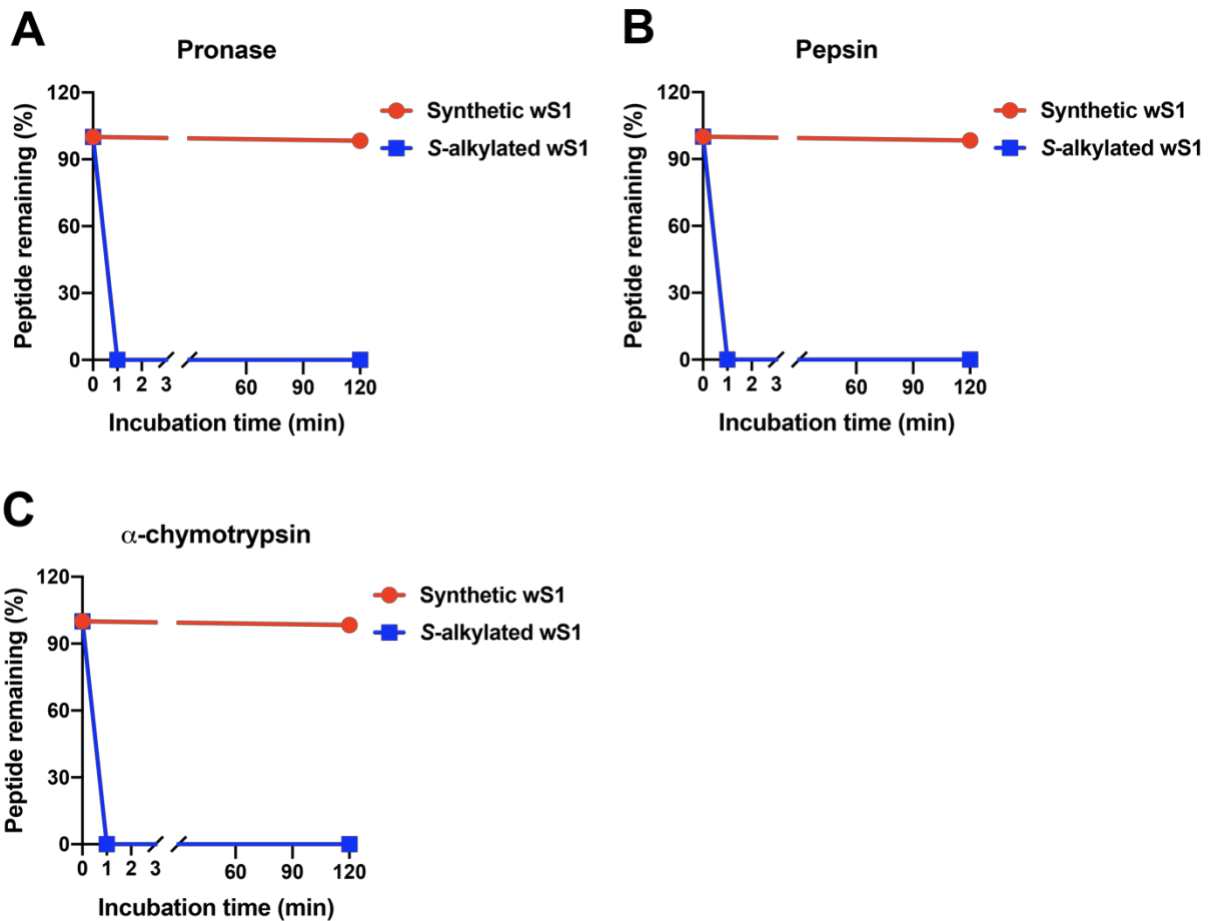 A
Pronase
Peptide remaining (%)
120
90
60
30
0
0 1 2 3 60 90 120
Incubation time (min)
Synthetic wS1
S-alkylated wS1
B
Pepsin
Peptide remaining (%)
120
90
60
30
0
0 1 2 3 60 90 120
Incubation time (min)
Synthetic wS1
S-alkylated wS1
C
α-chymotrypsin
Peptide remaining (%)
120
90
60
30
0
0 1 2 3 60 90 120
Incubation time (min)
Synthetic wS1
S-alkylated wS1